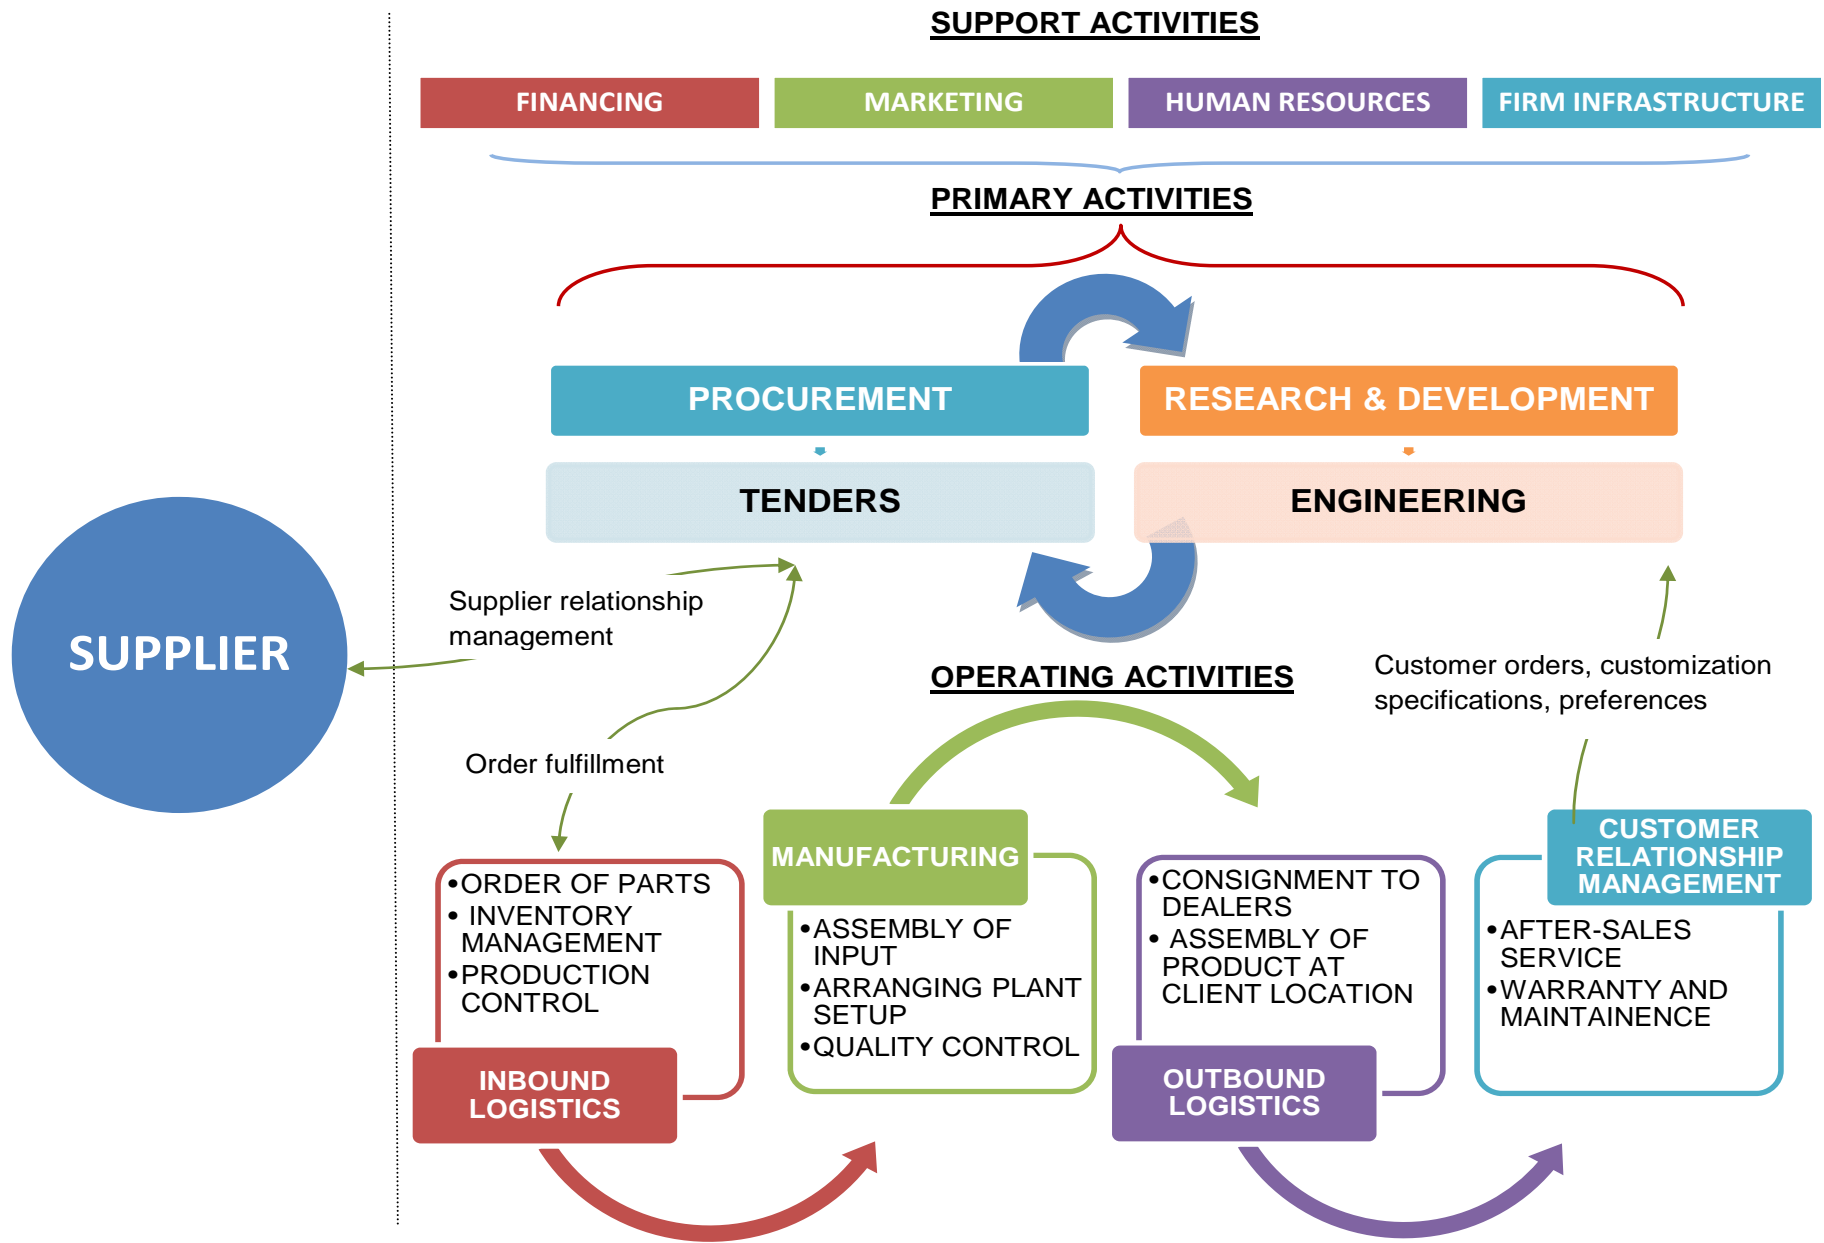 SUPPORT ACTIVITIES
FINANCING
MARKETING
HUMAN RESOURCES
FIRM INFRASTRUCTURE
PRIMARY ACTIVITIES
PROCUREMENT
RESEARCH & DEVELOPMENT
TENDERS
ENGINEERING
SUPPLIER
Supplier relationship
management
Order fulfillment
OPERATING ACTIVITIES
Customer orders, customization
specifications, preferences
•ORDER OF PARTS
• INVENTORY
MANAGEMENT
•PRODUCTION
CONTROL
INBOUND
LOGISTICS
MANUFACTURING
•ASSEMBLY OF
INPUT
•ARRANGING PLANT
SETUP
•QUALITY CONTROL
•CONSIGNMENT TO
DEALERS
• ASSEMBLY OF
PRODUCT AT
CLIENT LOCATION
OUTBOUND
LOGISTICS
CUSTOMER
RELATIONSHIP
MANAGEMENT
•AFTER-SALES
SERVICE
•WARRANTY AND
MAINTAINENCE